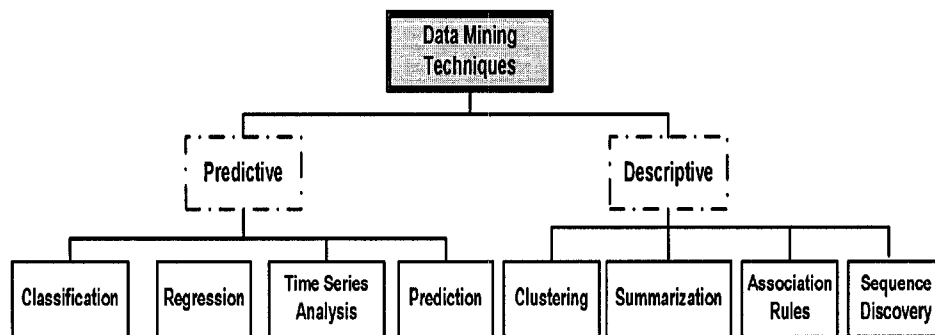 Data Mining
Techniques
Predictive
Descriptive
Classification
Regression
Time Series
Analysis
Prediction
Clustering
Summarization
Association
Rules
Sequence
Discovery